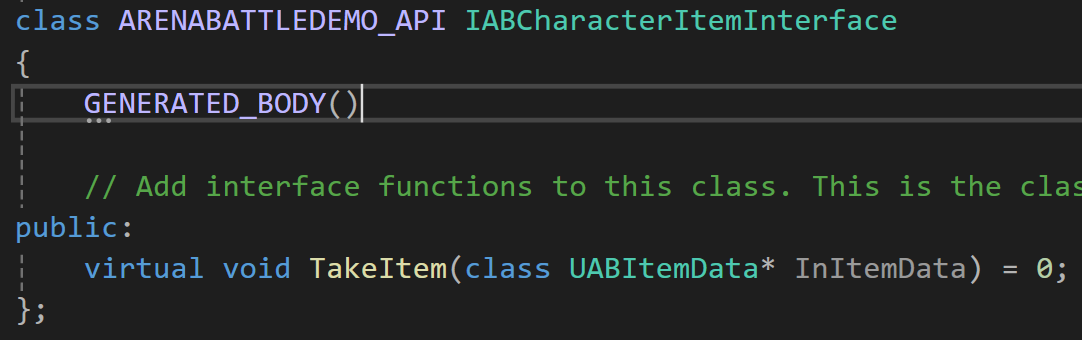 class ARENABATTLEDEMO_API IABCharacterItemInterface
{
GENERATED_BODY()
// Add interface functions to this class. This is the
public:
virtual void TakeItem(class UABItemData* InItemData) = 0;
};